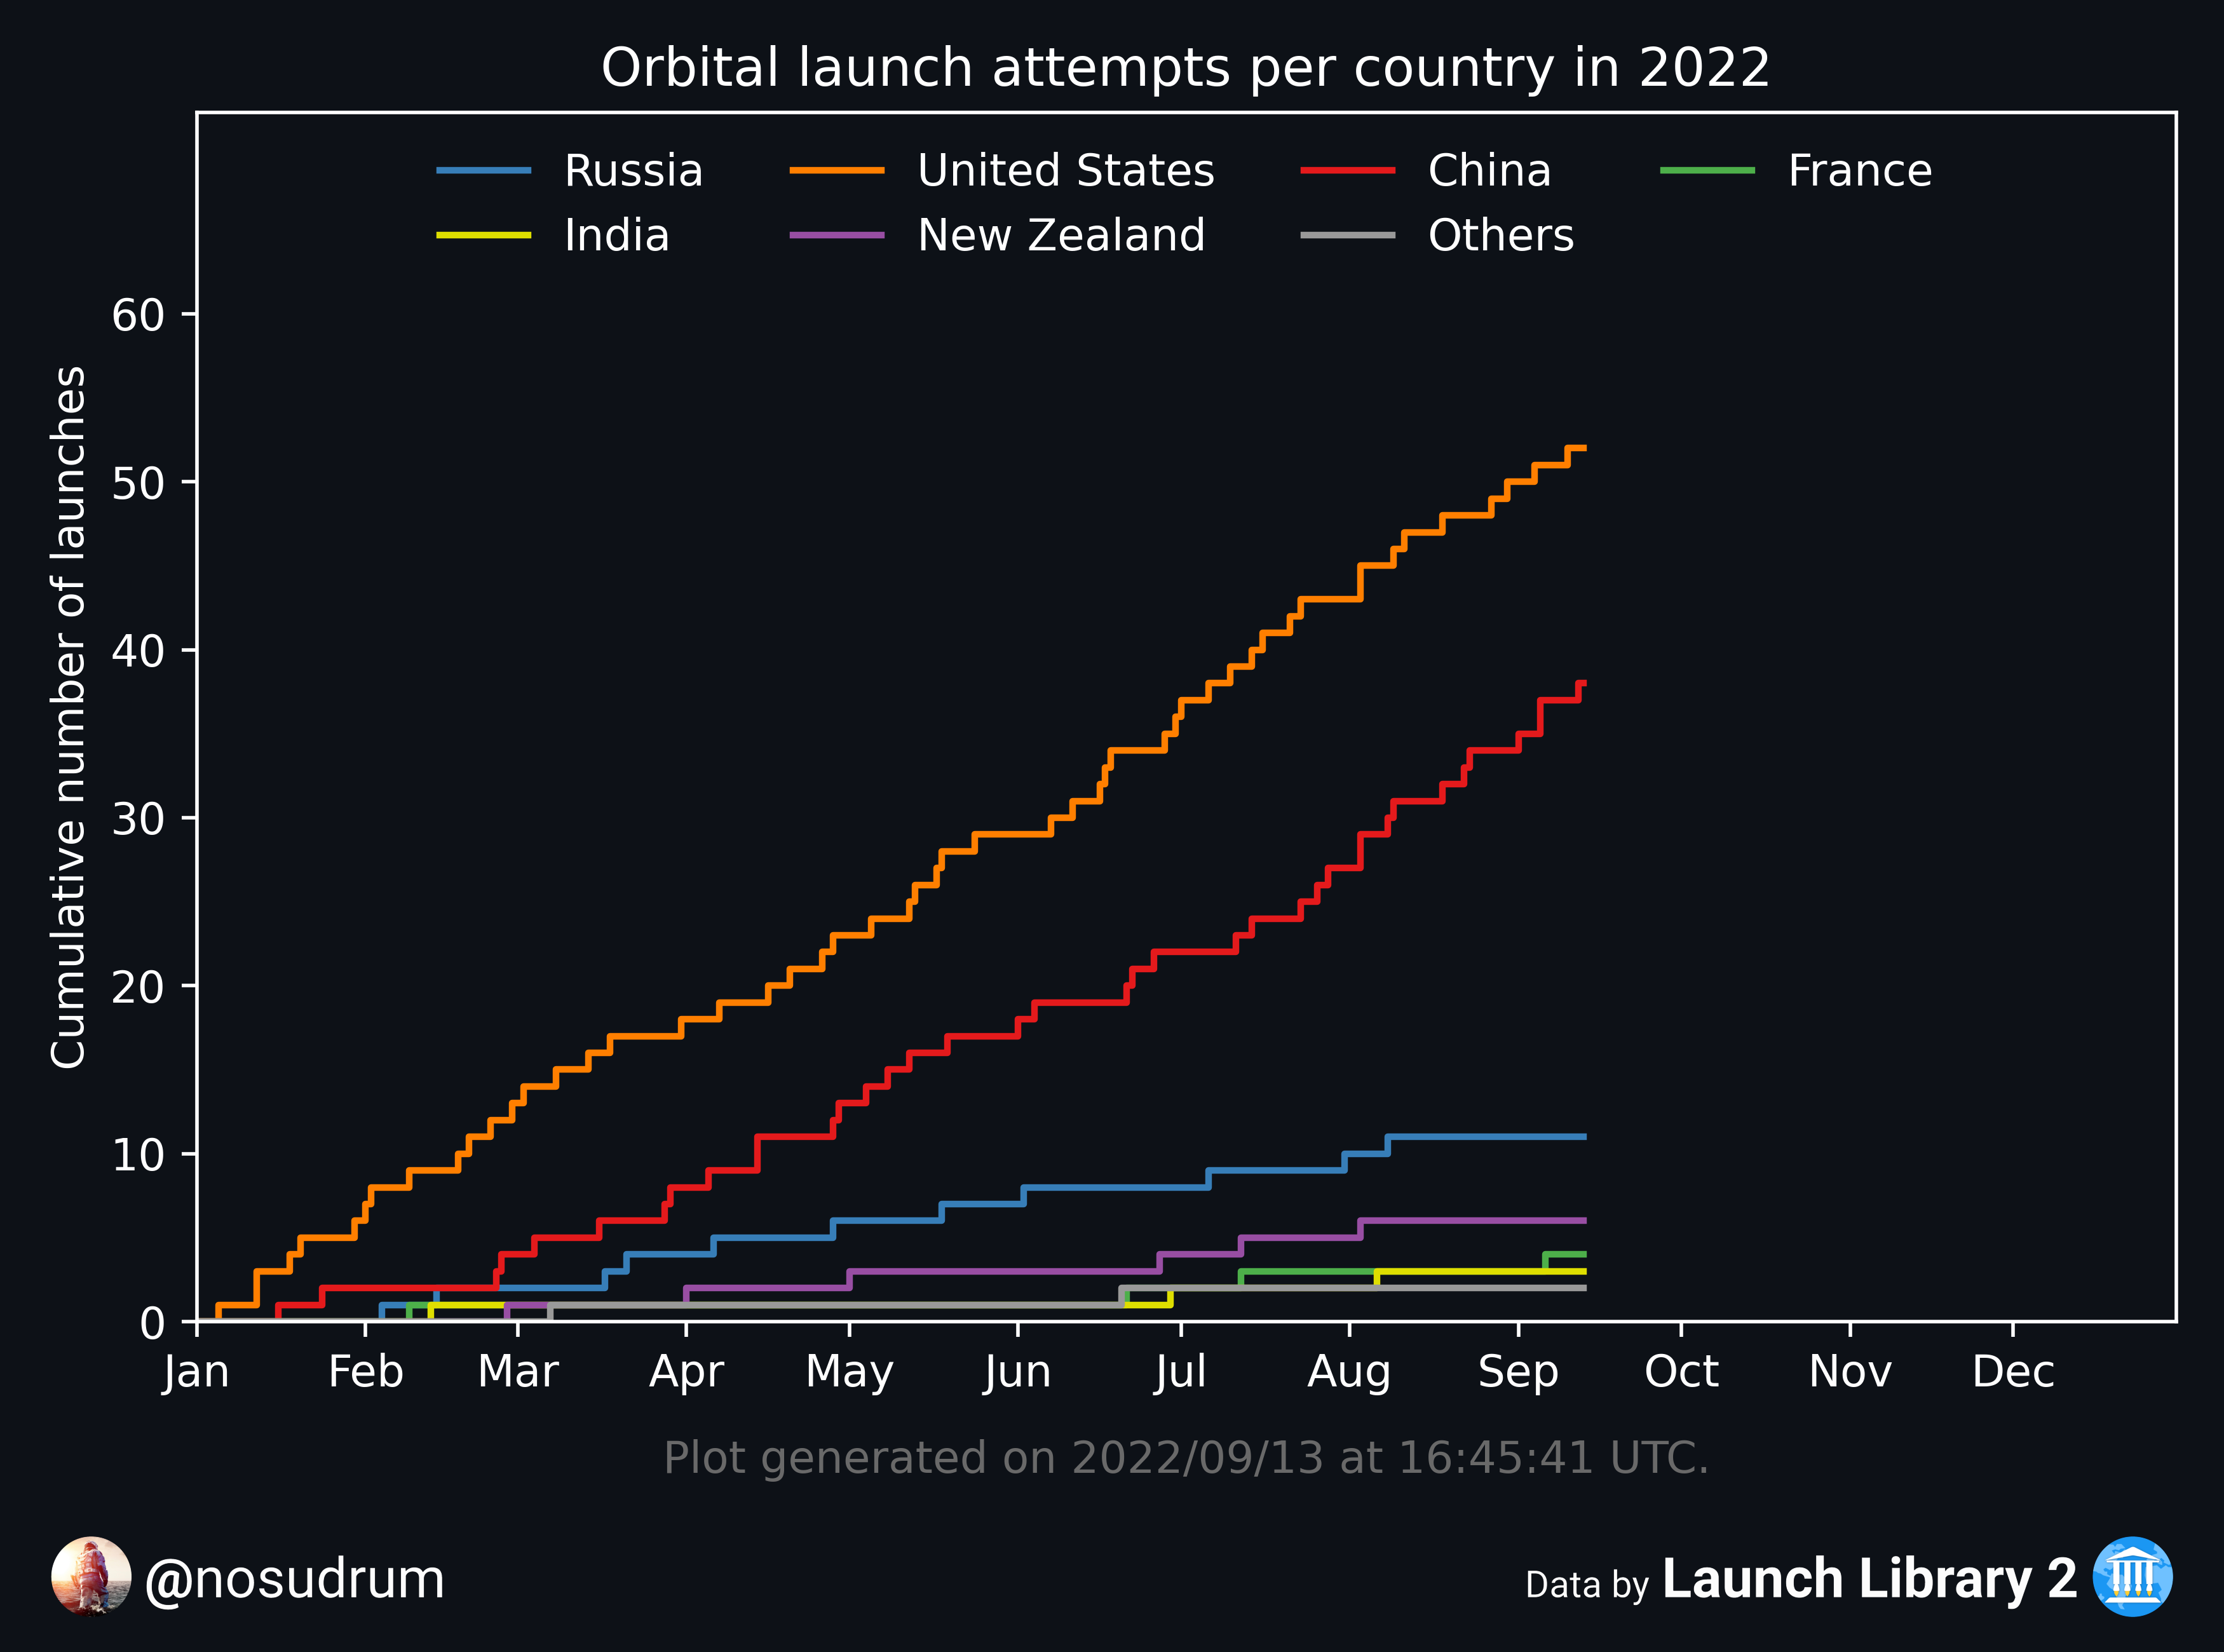 Orbital launch attempts per country in 2022
Russia United States China France
India New Zealand Others
Cumulative number of launches
60
50
40
30
20
10
0
Jan Feb Mar Apr May Jun Jul Aug Sep Oct Nov Dec
Plot generated on 2022/09/13 at 16:45:41 UTC.
@nosudrum
Data by Launch Library 2